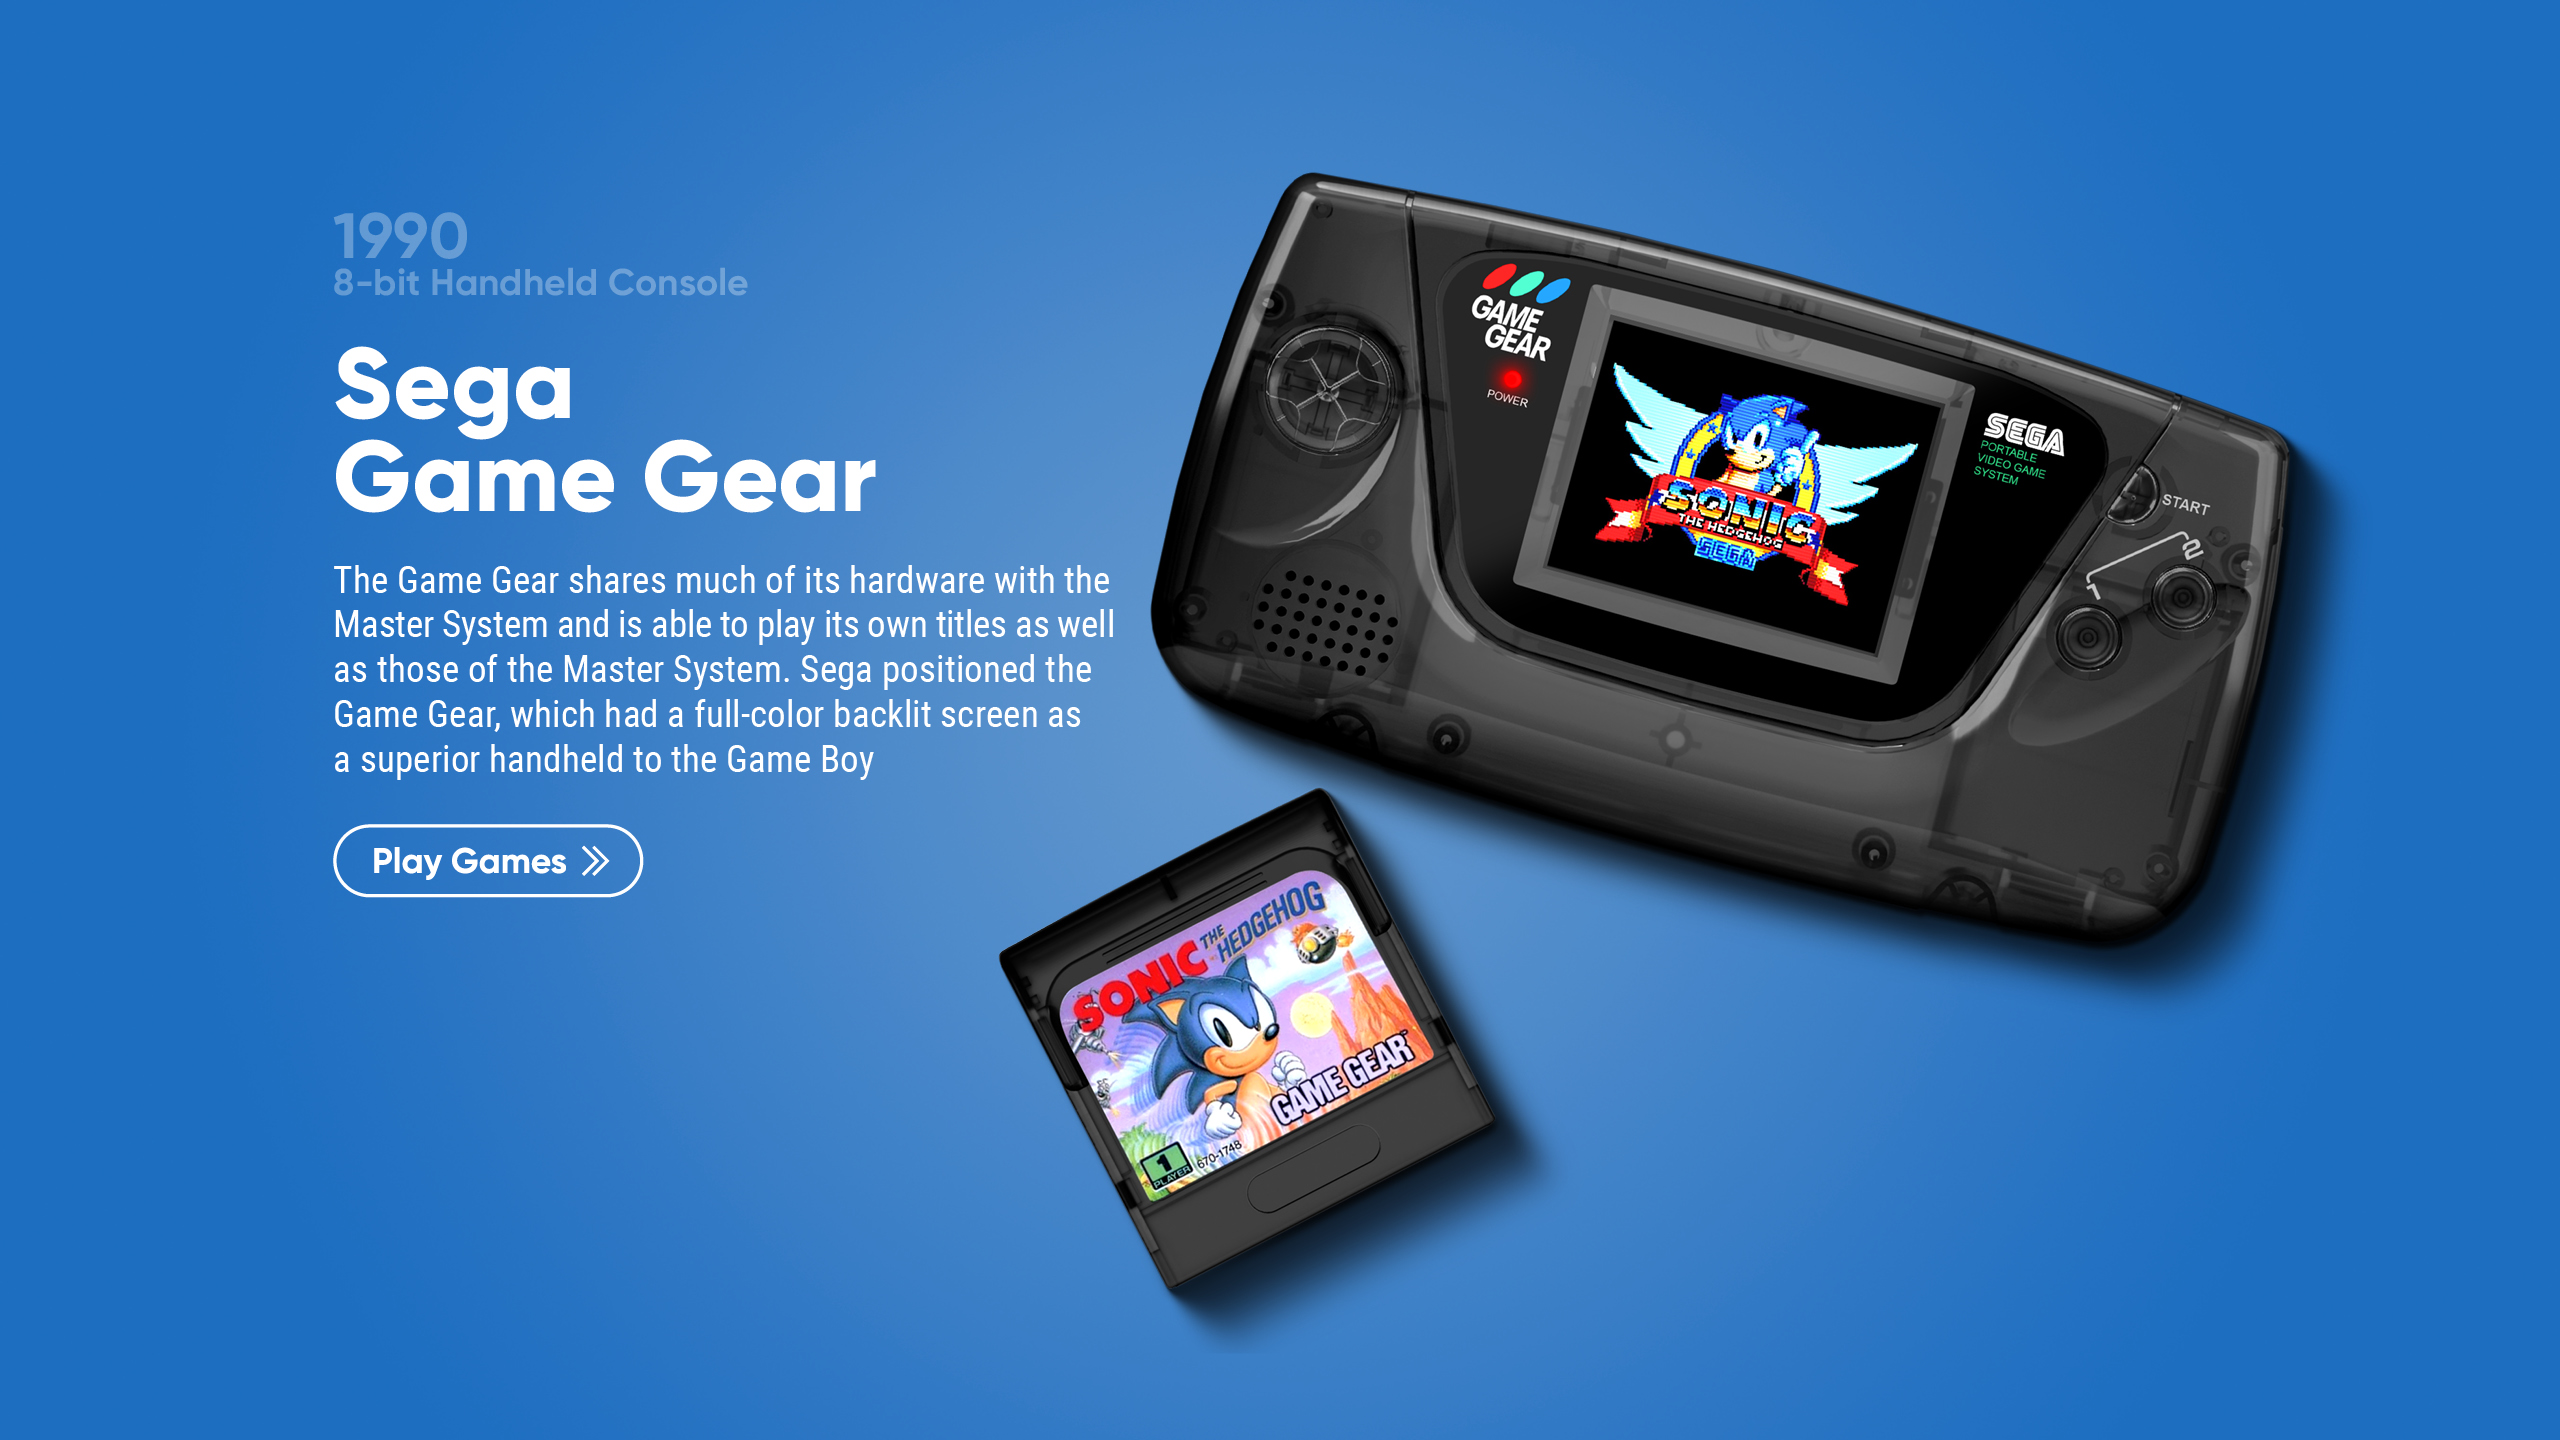 1990
8-bit Handheld Console
Sega
Game Gear
The Game Gear shares much of its hardware with the
Master System and is able to play its own titles as well
as those of the Master System. Sega positioned the
Game Gear, which had a full-color backlit screen as
a superior handheld to the Game Boy
Play Games
GAME
GEAR
POWER
SONIC
THE HEDGEHOG
SEGA
SEGA
PORTABLE
VIDEO GAME
SYSTEM
START
2
1
SONIC THE HEDGEHOG
GAME GEAR
1
PLAYER
670-1748